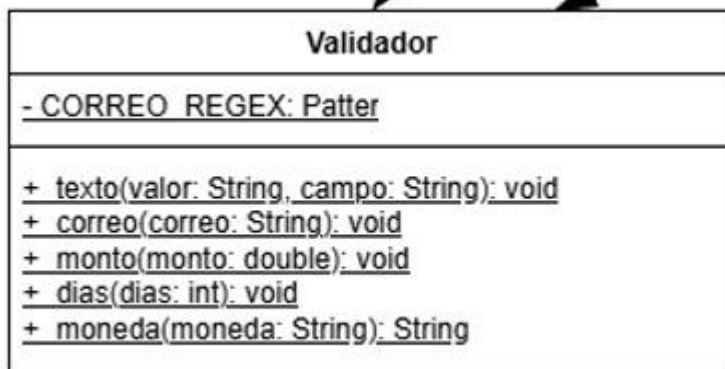 Validador
- CORREO_REGEX: Patter
+ texto(valor: String, campo: String): void
+ correo(correo: String): void
+ monto(monto: double): void
+ dias(dias: int): void
+ moneda(moneda: String): String